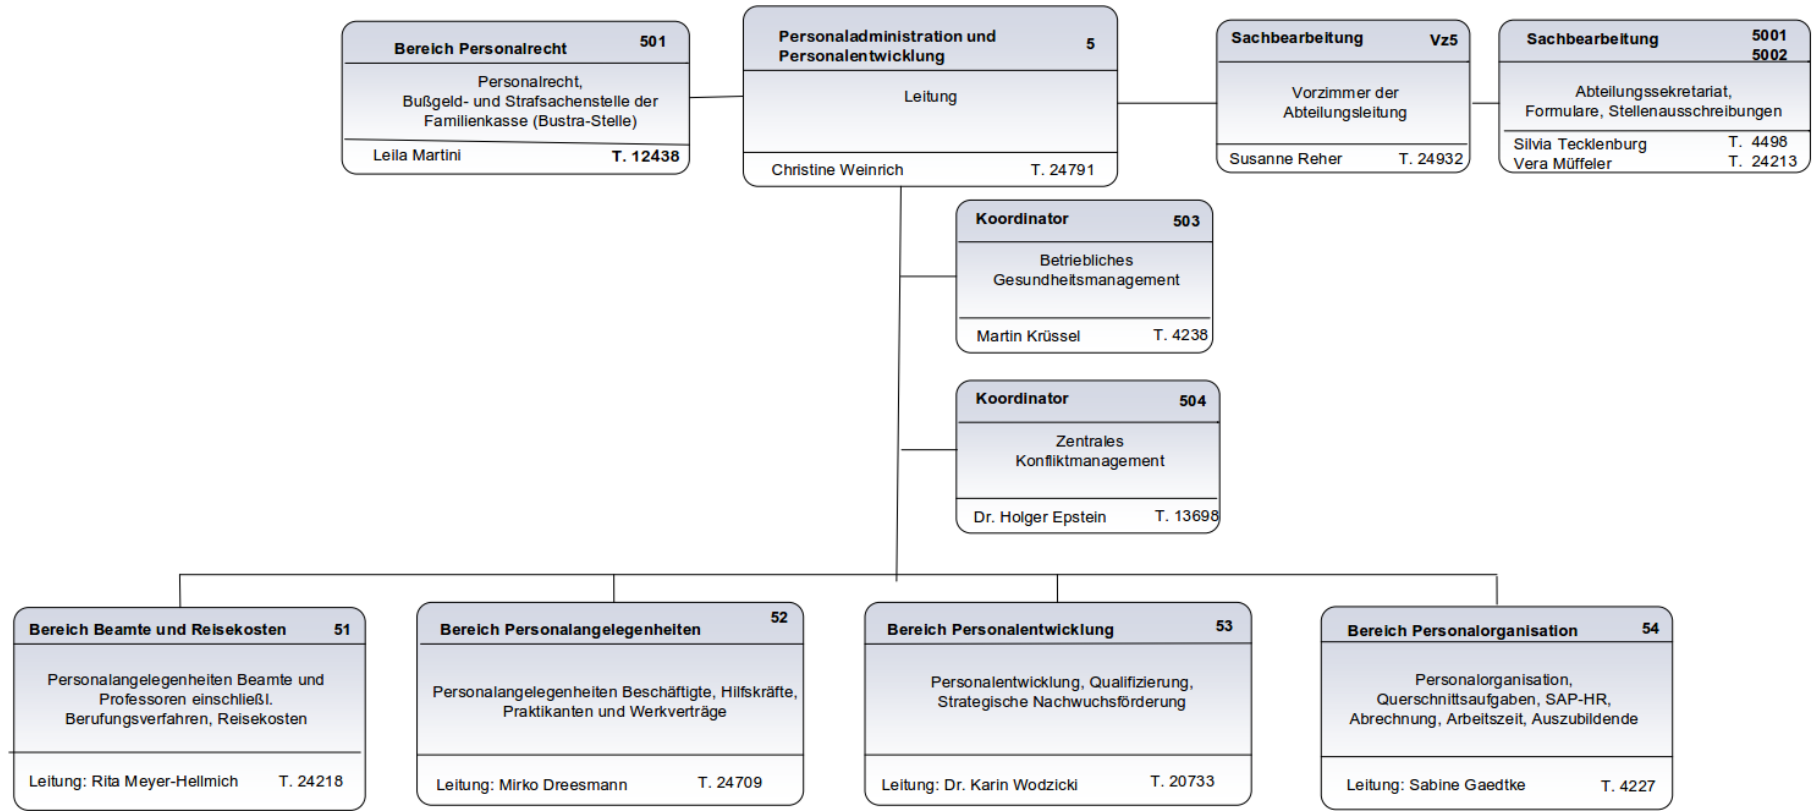 Bereich Personalrecht 501
Personalrecht,
Bußgeld- und Strafsachenstelle der
Familienkasse (Bustra-Stelle)
Leila Martini T. 12438
Personaladministration und
Personalentwicklung 5
Leitung
Christine Weinrich T. 24791
Sachbearbeitung Vz5
Vorzimmer der
Abteilungsleitung
Susanne Reher T. 24932
Sachbearbeitung 5001
5002
Abteilungssekretariat,
Formulare, Stellenausschreibungen
Silvia Tecklenburg T. 4498
Vera Müffeler T. 24213
Koordinator 503
Betriebliches
Gesundheitsmanagement
Martin Krüssel T. 4238
Koordinator 504
Zentrales
Konfliktmanagement
Dr. Holger Epstein T. 13698
Bereich Beamte und Reisekosten 51
Personalangelegenheiten Beamte und
Professoren einschließl.
Berufungsverfahren, Reisekosten
Leitung: Rita Meyer-Hellmich T. 24218
Bereich Personalangelegenheiten 52
Personalangelegenheiten Beschäftigte, Hilfskräfte,
Praktikanten und Werkverträge
Leitung: Mirko Dreesmann T. 24709
Bereich Personalentwicklung 53
Personalentwicklung, Qualifizierung,
Strategische Nachwuchsförderung
Leitung: Dr. Karin Wodzicki T. 20733
Bereich Personalorganisation 54
Personalorganisation,
Querschnittsaufgaben, SAP-HR,
Abrechnung, Arbeitszeit, Auszubildende
Leitung: Sabine Gaedtke T. 4227